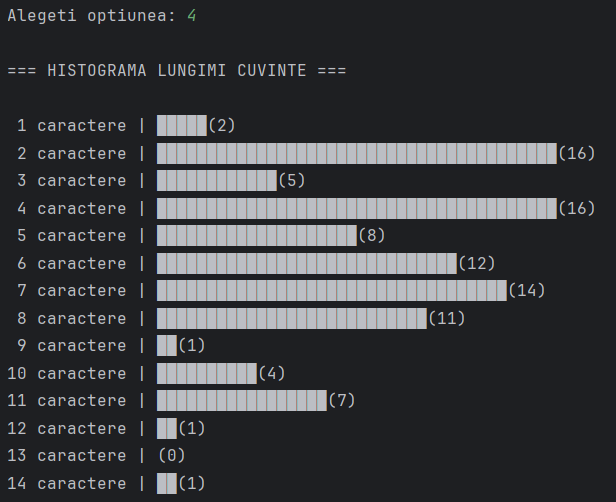 Alegeti optiunea: 4
=== HISTOGRAMA LUNGIMI CUVINTE ===
1 caractere | █████(2)
2 caractere | ████████████████████████████████████████(16)
3 caractere | ████████████(5)
4 caractere | ████████████████████████████████████████(16)
5 caractere | ████████████████████(8)
6 caractere | ██████████████████████████████(12)
7 caractere | ███████████████████████████████████(14)
8 caractere | ███████████████████████████(11)
9 caractere | ██(1)
10 caractere | ██████████(4)
11 caractere | █████████████████(7)
12 caractere | ██(1)
13 caractere | (0)
14 caractere | ██(1)